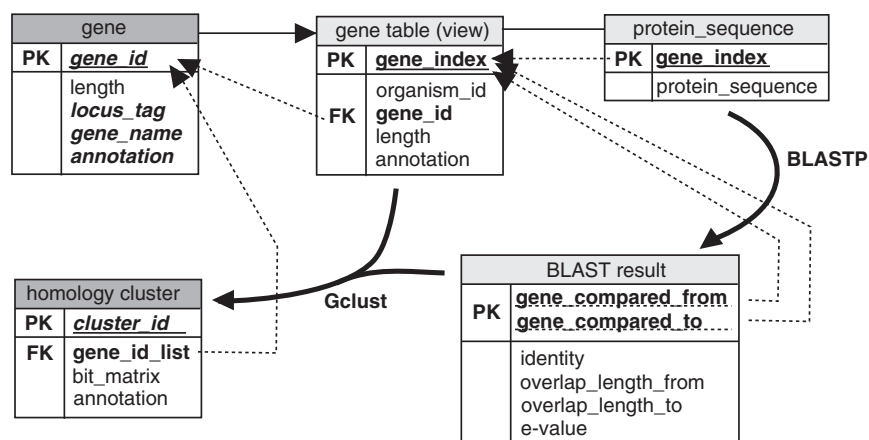 gene
PK gene_id
length
locus_tag
gene_name
annotation
gene table (view)
PK gene_index
organism_id
FK gene_id
length
annotation
protein_sequence
PK gene_index
protein_sequence
BLASTP
homology cluster
PK cluster_id
FK gene_id_list
bit_matrix
annotation
Gclust
BLAST result
PK gene_compared_from
gene_compared_to
identity
overlap_length_from
overlap_length_to
e-value